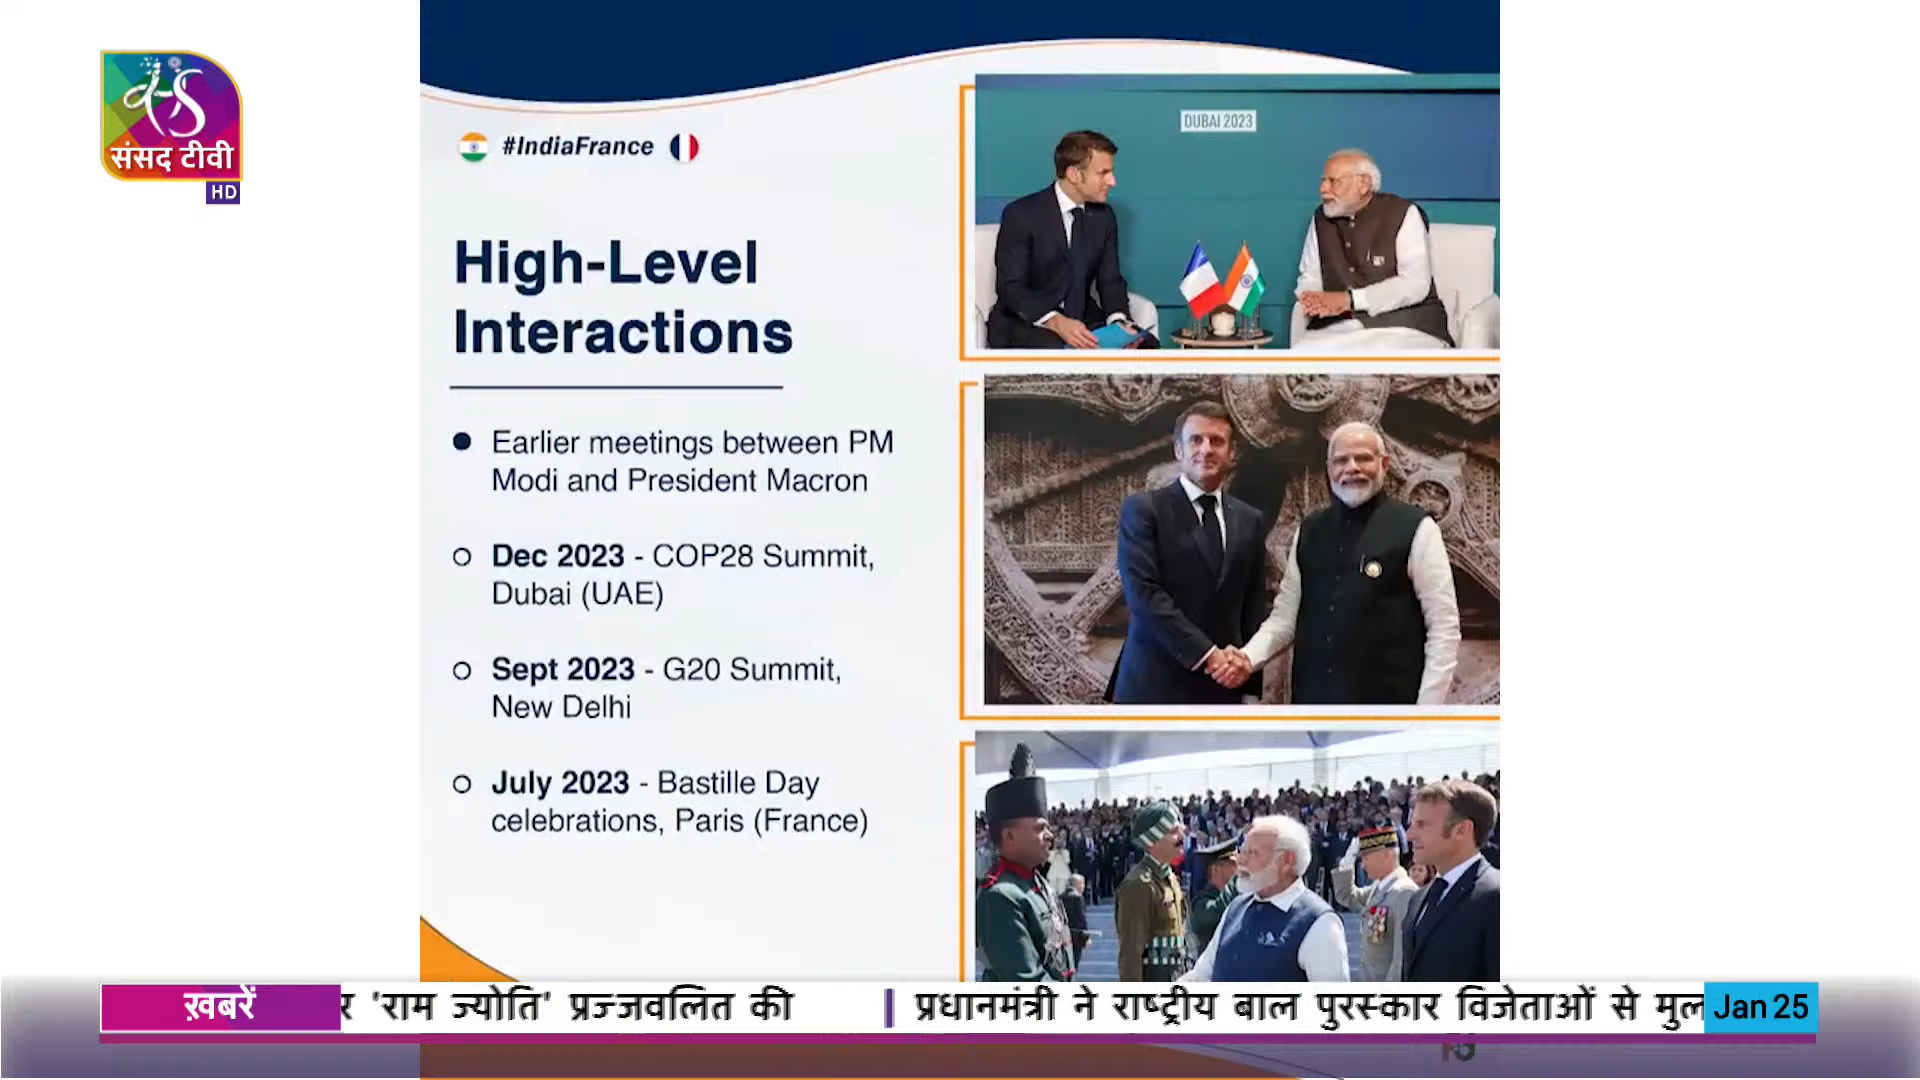 संसद टीवी
HD
#IndiaFrance
High-Level
Interactions
Earlier meetings between PM
Modi and President Macron
Dec 2023 - COP28 Summit,
Dubai (UAE)
Sept 2023 - G20 Summit,
New Delhi
July 2023 - Bastille Day
celebrations, Paris (France)
DUBAI 2023
ख़बरें
'राम ज्योति' प्रज्जवलित की | प्रधानमंत्री ने राष्ट्रीय बाल पुरस्कार विजेताओं से
Jan 25